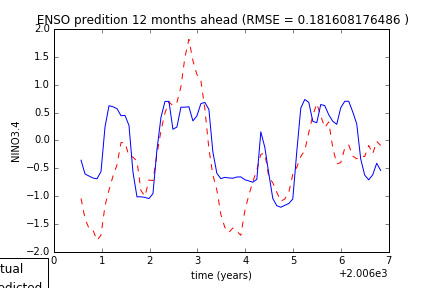 ENSO predition 12 months ahead (RMSE = 0.181608176486 )
2.0
1.5
1.0
0.5
0.0
−0.5
−1.0
−1.5
−2.0
NINO3.4
0 1 2 3 4 5 6 7
time (years)
+2.006e3
tual
edicted